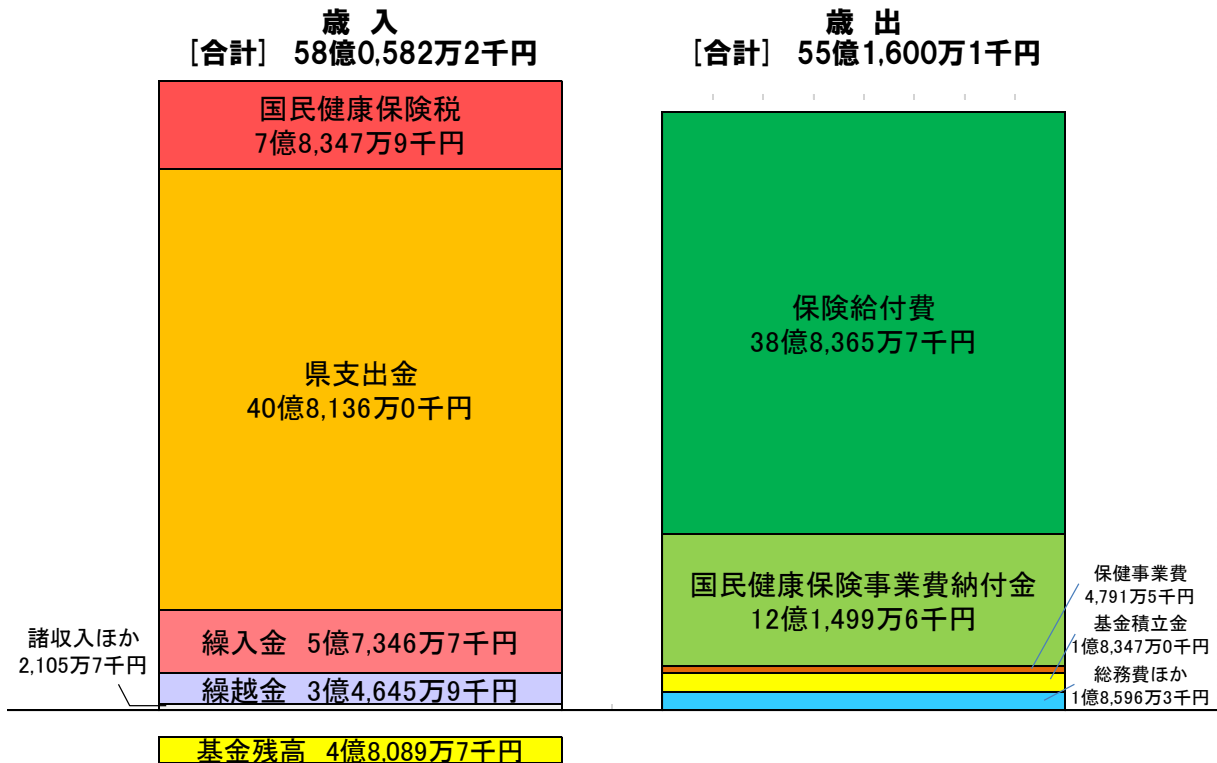 歳 入
[合計] 58億0,582万2千円
国民健康保険税
7億8,347万9千円
県支出金
40億8,136万0千円
繰入金 5億7,346万7千円
繰越金 3億4,645万9千円
諸収入ほか
2,105万7千円
基金残高 4億8,089万7千円
歳 出
[合計] 55億1,600万1千円
保険給付費
38億8,365万7千円
国民健康保険事業費納付金
12億1,499万6千円
保健事業費
4,791万5千円
基金積立金
1億8,347万0千円
総務費ほか
1億8,596万3千円